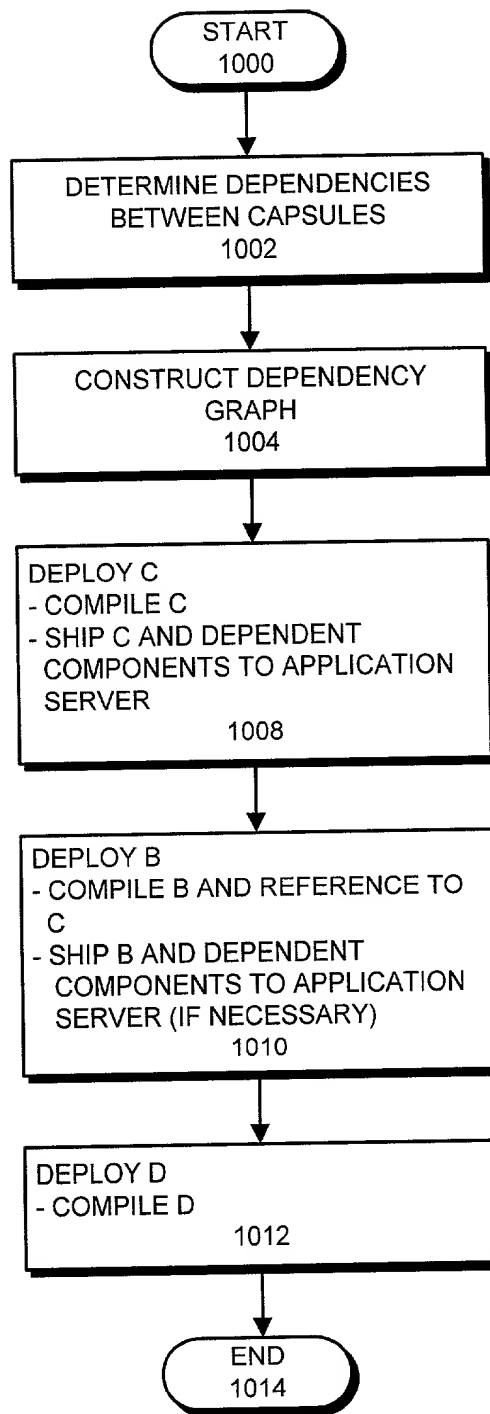 START
1000
DETERMINE DEPENDENCIES
BETWEEN CAPSULES
1002
CONSTRUCT DEPENDENCY
GRAPH
1004
DEPLOY C
- COMPILE C
- SHIP C AND DEPENDENT
COMPONENTS TO APPLICATION
SERVER
1008
DEPLOY B
- COMPILE B AND REFERENCE TO
C
- SHIP B AND DEPENDENT
COMPONENTS TO APPLICATION
SERVER (IF NECESSARY)
1010
DEPLOY D
- COMPILE D
1012
END
1014